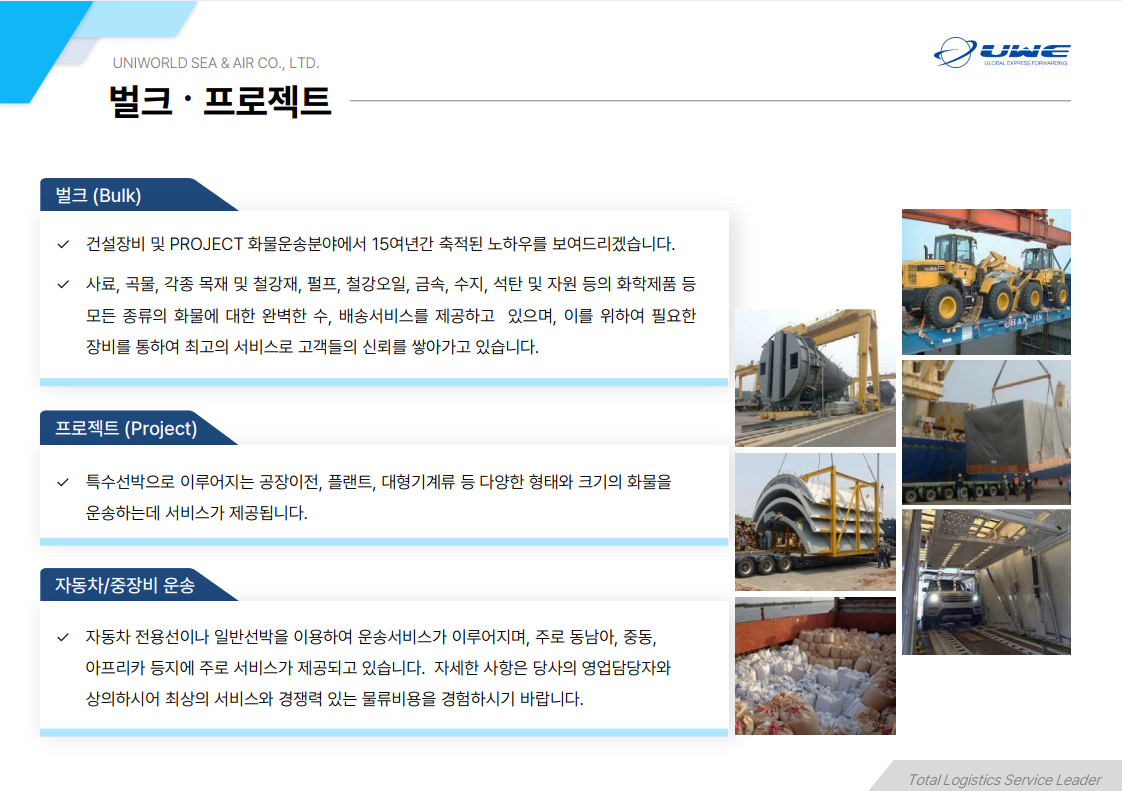 UNIWORLD SEA & AIR CO., LTD.
UWE
GLOBAL EXPRESS FORWARDING
벌크 · 프로젝트
벌크 (Bulk)
건설장비 및 PROJECT 화물운송분야에서 15여년간 축적된 노하우를 보여드리겠습니다.
사료, 곡물, 각종 목재 및 철강재, 펄프, 철강오일, 금속, 수지, 석탄 및 자원 등의 화학제품 등
모든 종류의 화물에 대한 완벽한 수, 배송서비스를 제공하고 있으며, 이를 위하여 필요한
장비를 통하여 최고의 서비스로 고객들의 신뢰를 쌓아가고 있습니다.
프로젝트 (Project)
특수선박으로 이루어지는 공장이전, 플랜트, 대형기계류 등 다양한 형태와 크기의 화물을
운송하는데 서비스가 제공됩니다.
자동차/중장비 운송
자동차 전용선이나 일반선박을 이용하여 운송서비스가 이루어지며, 주로 동남아, 중동,
아프리카 등지에 주로 서비스가 제공되고 있습니다. 자세한 사항은 당사의 영업담당자와
상의하시어 최상의 서비스와 경쟁력 있는 물류비용을 경험하시기 바랍니다.
HANJIN
Total Logistics Service Leader